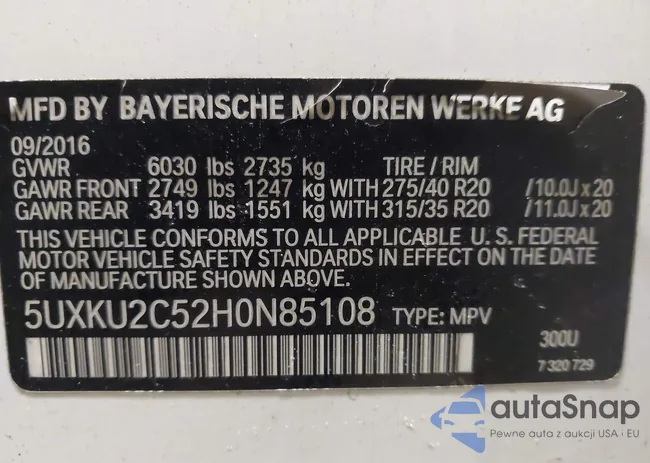 MFD BY BAYERISCHE MOTOREN WERKE AG
09/2016
GVWR 6030 lbs 2735 kg TIRE / RIM
GAWR FRONT 2749 lbs 1247 kg WITH 275/40 R20 /10.0J x 20
GAWR REAR 3419 lbs 1551 kg WITH 315/35 R20 /11.0J x 20
THIS VEHICLE CONFORMS TO ALL APPLICABLE U. S. FEDERAL
MOTOR VEHICLE SAFETY STANDARDS IN EFFECT ON THE DATE
OF MANUFACTURE SHOWN ABOVE.
5UXKU2C52H0N85108 TYPE: MPV
300U
7 320 729
autaSnap
Pewne auta z aukcji USA i EU